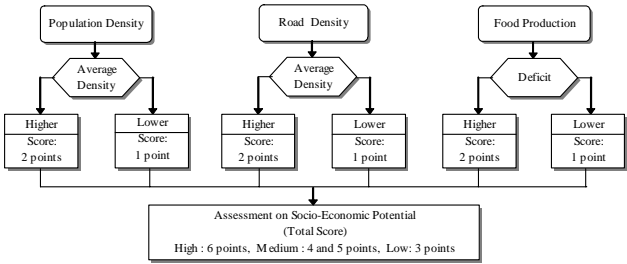 Population Density
Road Density
Food Production
Average
Density
Average
Density
Deficit
Higher
Score:
2 points
Lower
Score:
1 point
Higher
Score:
2 points
Lower
Score:
1 point
Higher
Score:
2 points
Lower
Score:
1 point
Assessment on Socio-Economic Potential
(Total Score)
High : 6 points, Medium : 4 and 5 points, Low: 3 points